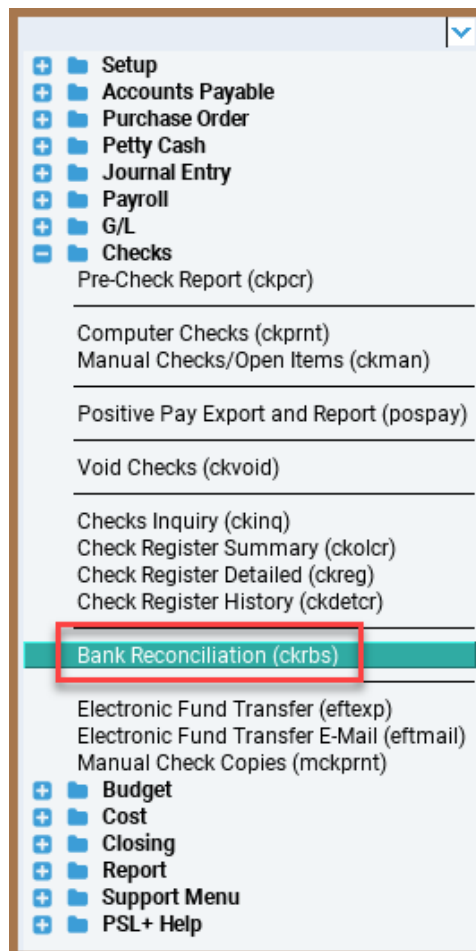 Setup
Accounts Payable
Purchase Order
Petty Cash
Journal Entry
Payroll
G/L
Checks
Pre-Check Report (ckpcr)
Computer Checks (ckprnt)
Manual Checks/Open Items (ckman)
Positive Pay Export and Report (pospay)
Void Checks (ckvoid)
Checks Inquiry (ckinq)
Check Register Summary (ckolcr)
Check Register Detailed (ckreg)
Check Register History (ckdetcr)
Bank Reconciliation (ckrbs)
Electronic Fund Transfer (eftexp)
Electronic Fund Transfer E-Mail (eftmail)
Manual Check Copies (mckprnt)
Budget
Cost
Closing
Report
Support Menu
PSL+ Help